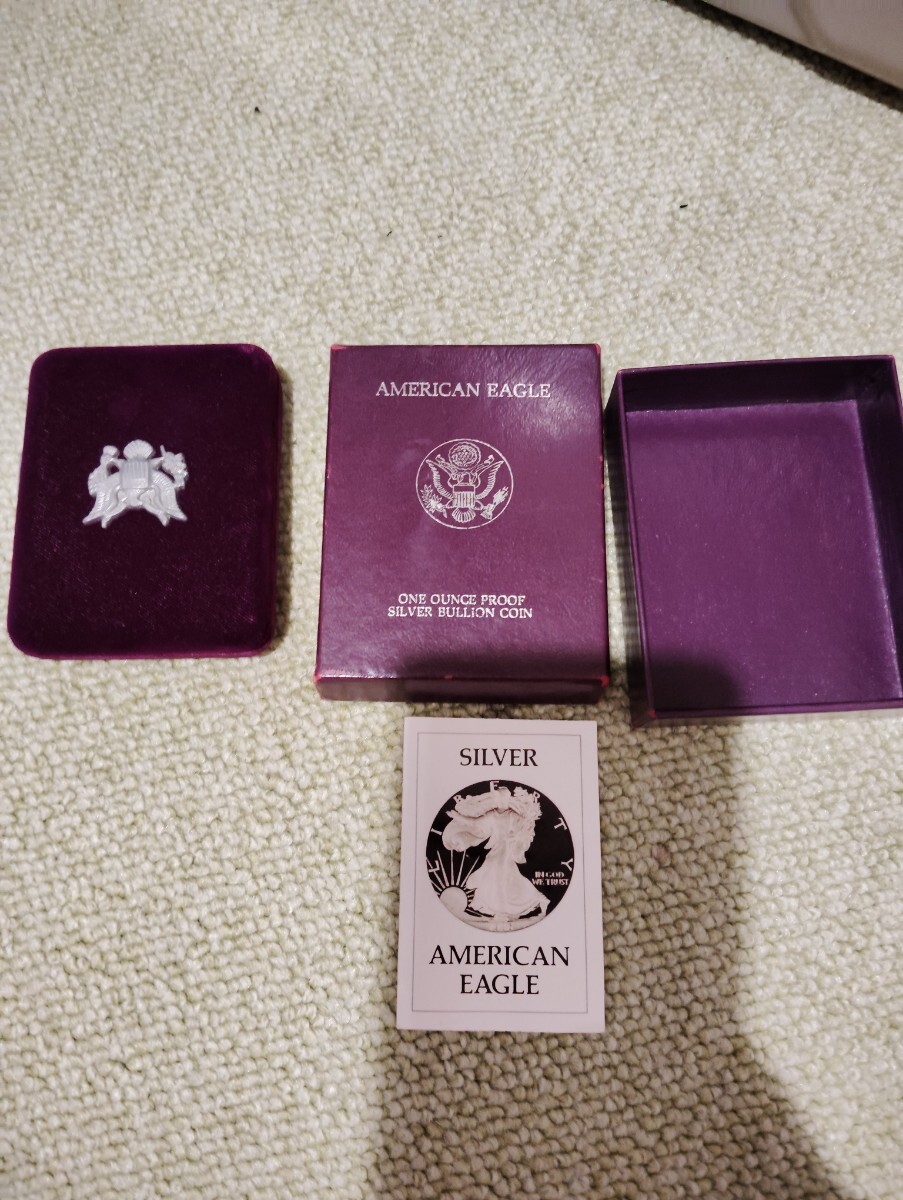 AMERICAN EAGLE
ONE OUNCE PROOF
SILVER BULLION COIN
SILVER
LIBERTY
IN GOD
WE TRUST
AMERICAN
EAGLE